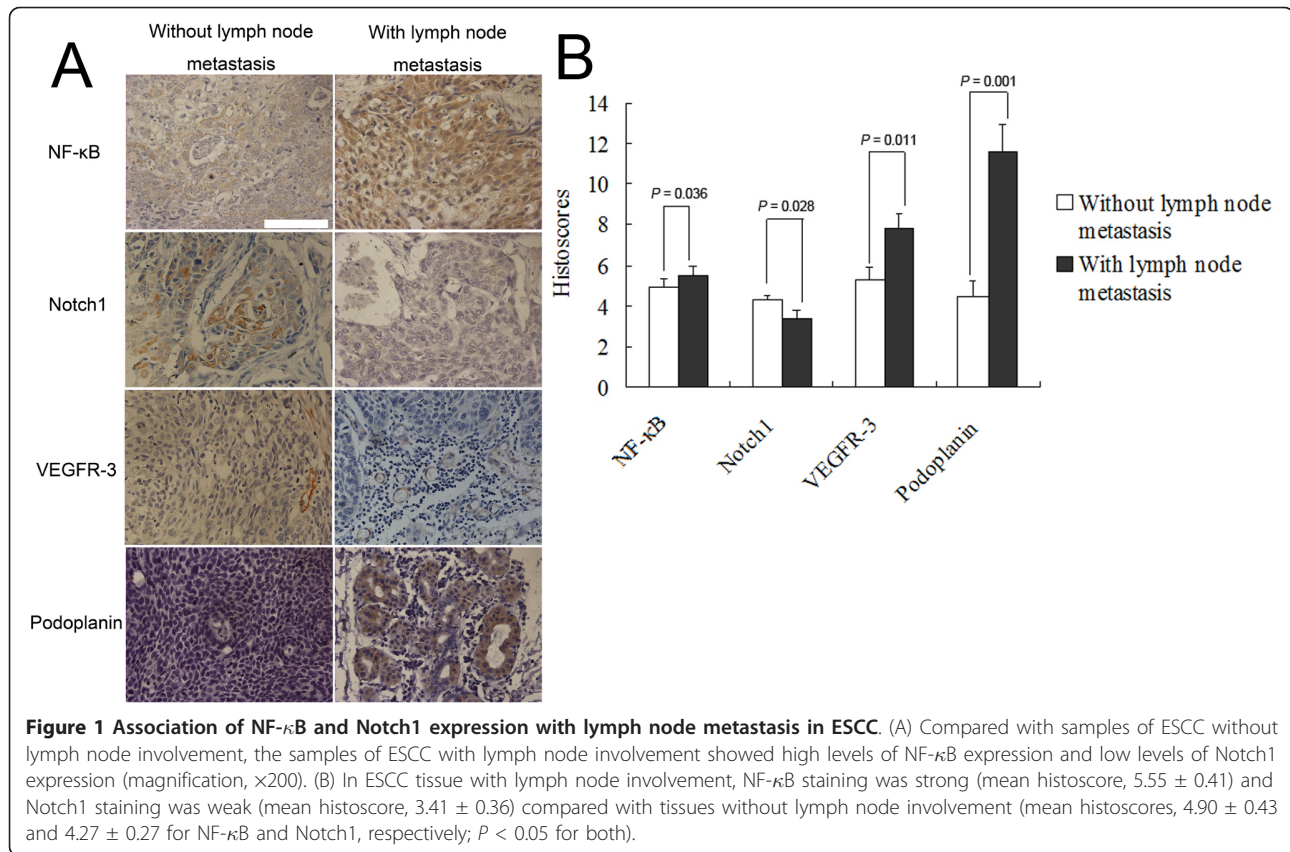 A
Without lymph node
metastasis
With lymph node
metastasis
NF-κB
Notch1
VEGFR-3
Podoplanin
B
Histoscores
14
12
10
8
6
4
2
0
P = 0.036
P = 0.028
P = 0.011
P = 0.001
NF-κB
Notch1
VEGFR-3
Podoplanin
Without lymph node
metastasis
With lymph node
metastasis
Figure 1 Association of NF-κB and Notch1 expression with lymph node metastasis in ESCC. (A) Compared with samples of ESCC without
lymph node involvement, the samples of ESCC with lymph node involvement showed high levels of NF-κB expression and low levels of Notch1
expression (magnification, ×200). (B) In ESCC tissue with lymph node involvement, NF-κB staining was strong (mean histoscore, 5.55 ± 0.41) and
Notch1 staining was weak (mean histoscore, 3.41 ± 0.36) compared with tissues without lymph node involvement (mean histoscores, 4.90 ± 0.43
and 4.27 ± 0.27 for NF-κB and Notch1, respectively; P < 0.05 for both).